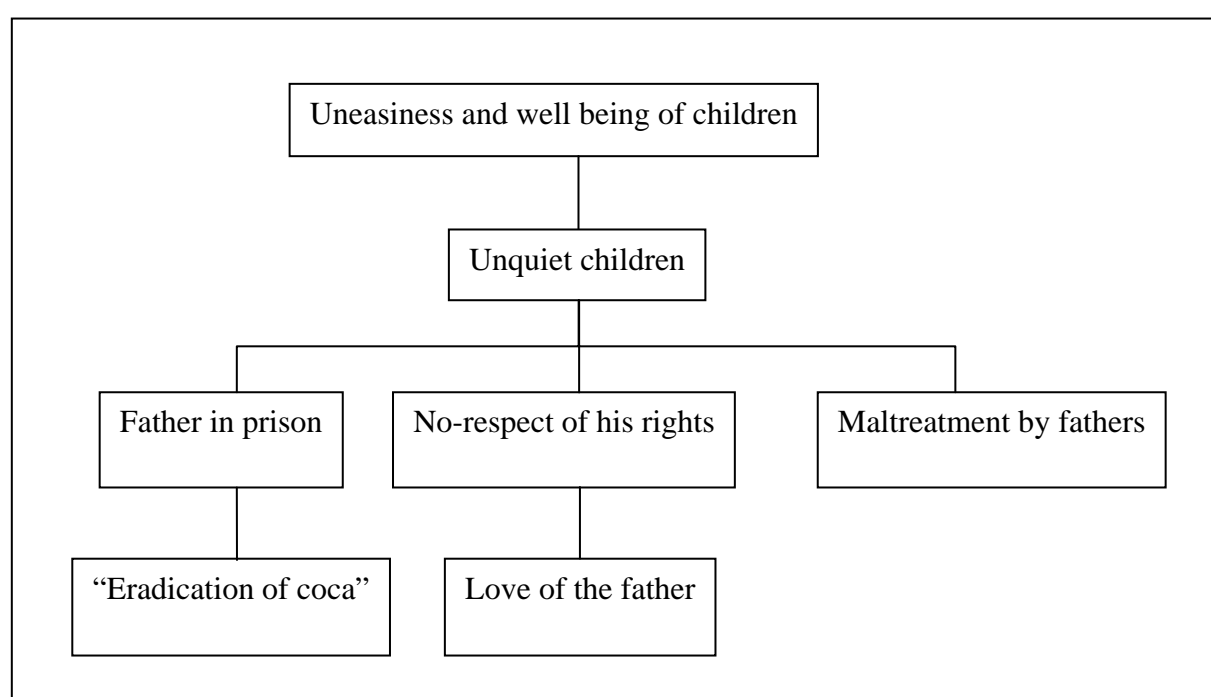 Uneasiness and well being of children
Unquiet children
Father in prison
No-respect of his rights
Maltreatment by fathers
“Eradication of coca”
Love of the father